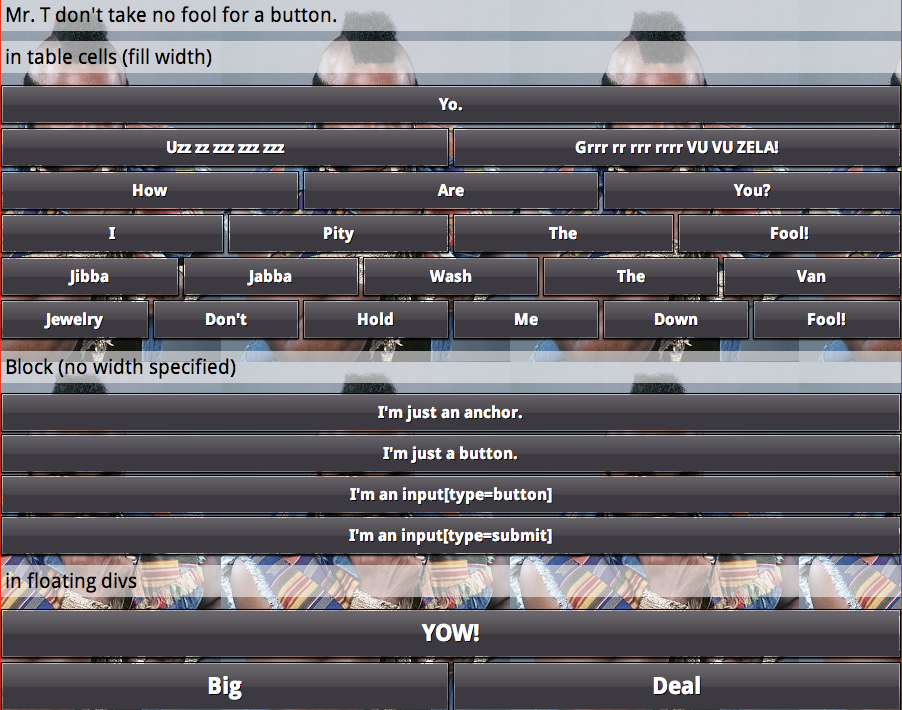 Mr. T don't take no fool for a button.
in table cells (fill width)
Yo.
Uzz zz zzz zzz zzz Grrr rr rrr rrrr VU VU ZELA!
How Are You?
I Pity The Fool!
Jibba Jabba Wash The Van
Jewelry Don't Hold Me Down Fool!
Block (no width specified)
I'm just an anchor.
I'm just a button.
I'm an input[type=button]
I'm an input[type=submit]
in floating divs
YOW!
Big Deal